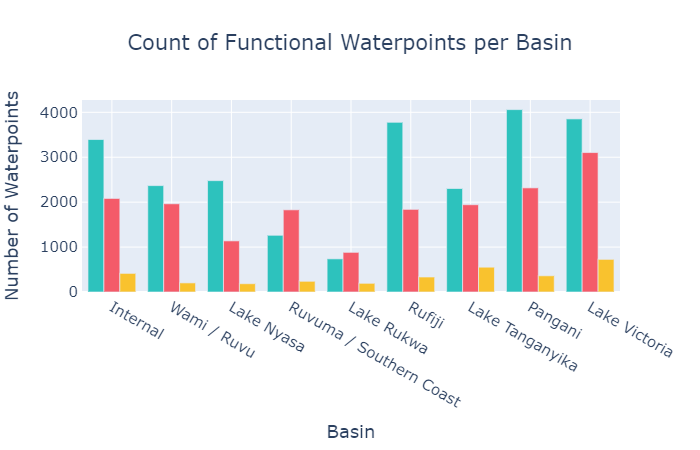 Count of Functional Waterpoints per Basin
Number of Waterpoints
4000
3000
2000
1000
0
Internal
Wami / Ruvu
Lake Nyasa
Ruvuma / Southern Coast
Lake Rukwa
Rufiji
Lake Tanganyika
Pangani
Lake Victoria
Basin